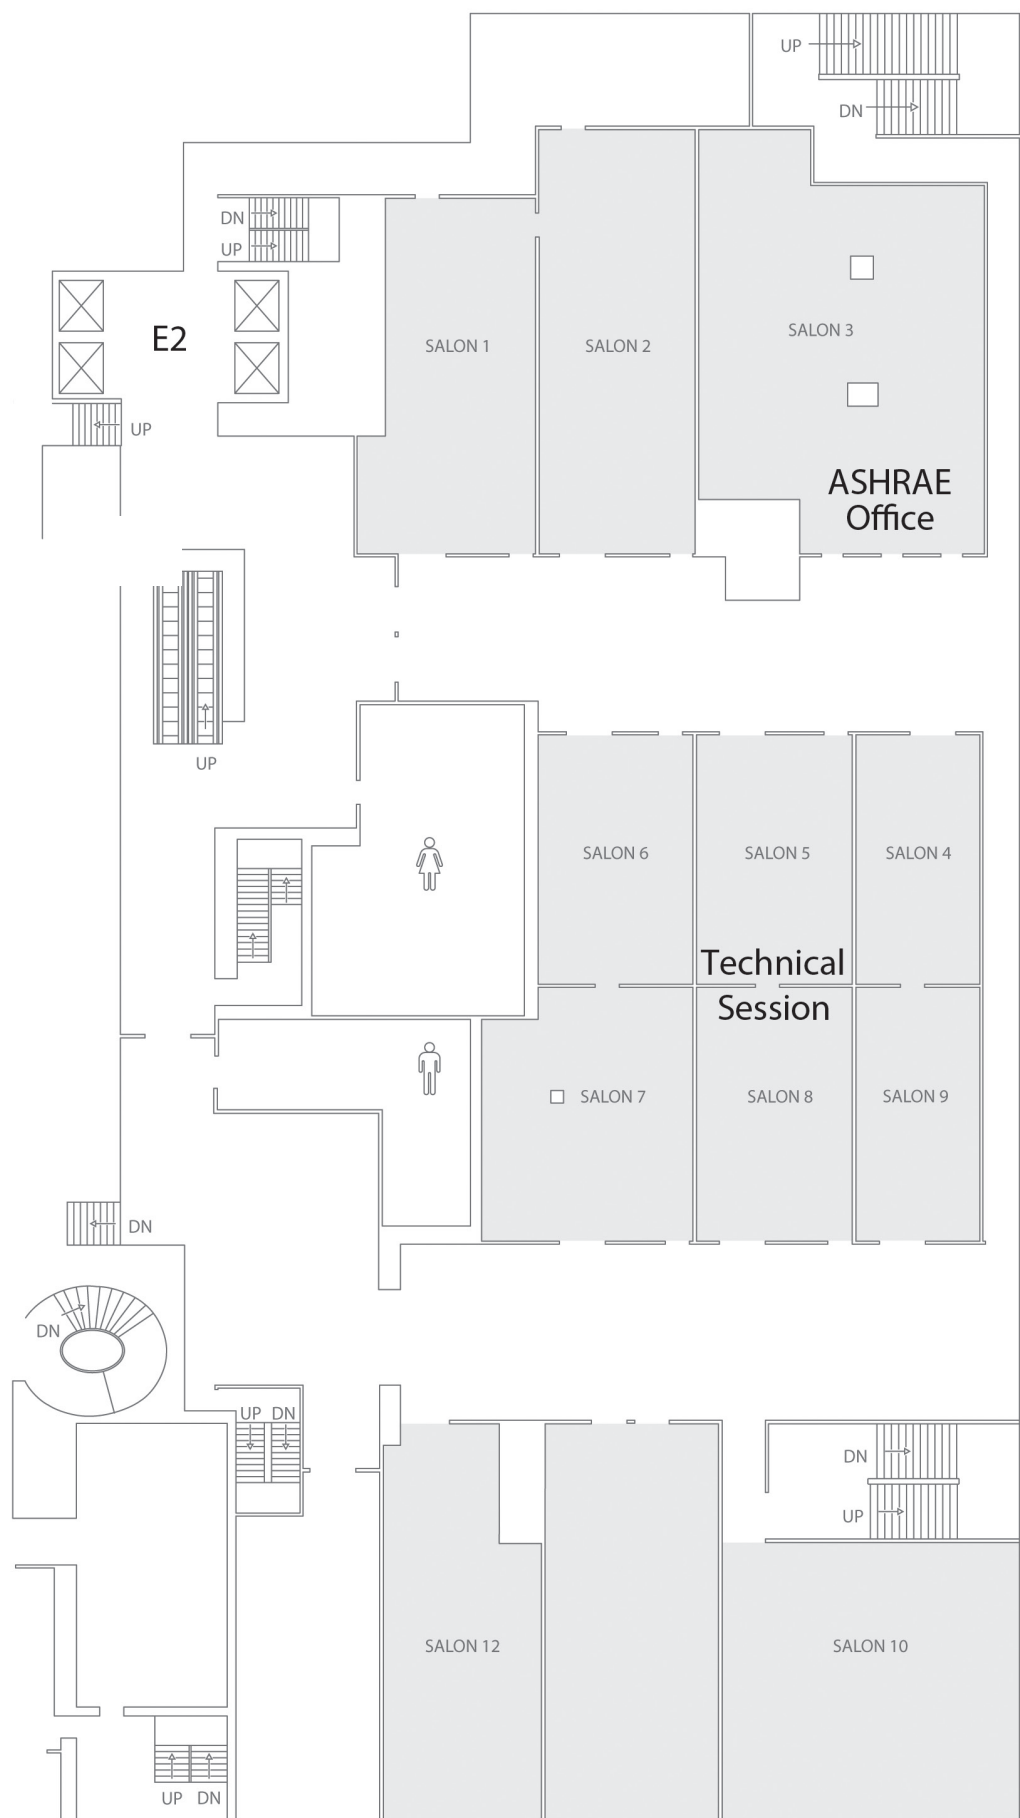 UP
DN
DN
UP
E2
SALON 1
SALON 2
SALON 3
UP
ASHRAE
Office
UP
SALON 6
SALON 5
SALON 4
Technical
Session
SALON 7
SALON 8
SALON 9
DN
DN
UP DN
DN
UP
SALON 12
SALON 10
UP DN